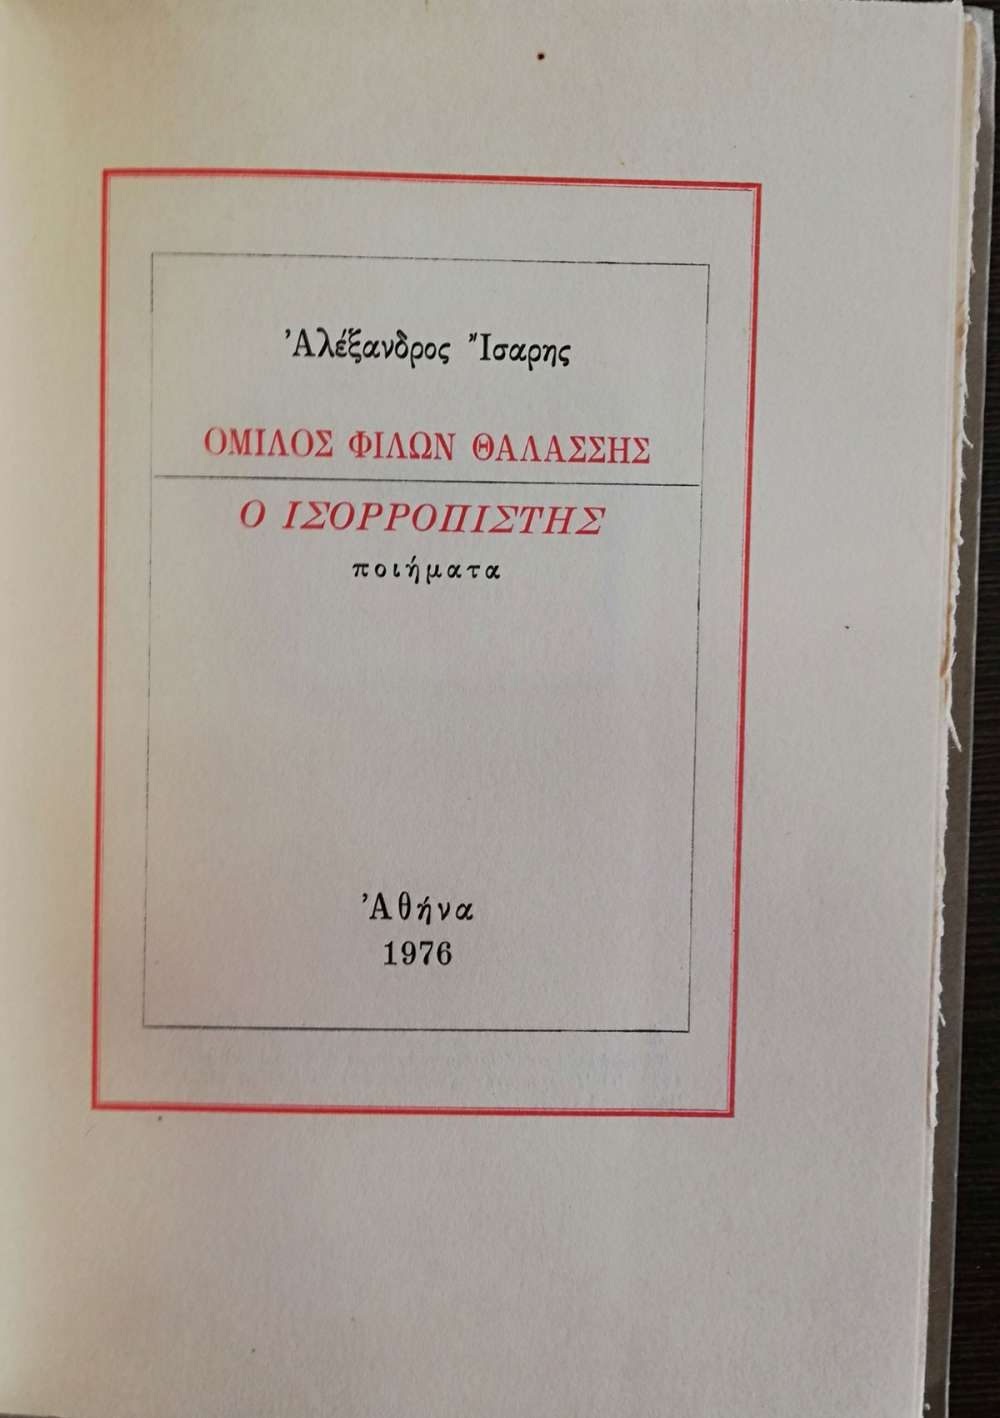 Ἀλέξανδρος Ἴσαρης
ΟΜΙΛΟΣ ΦΙΛΩΝ ΘΑΛΑΣΣΗΣ
Ο ΙΣΟΡΡΟΠΙΣΤΗΣ
ποιήματα
Ἀθήνα
1976